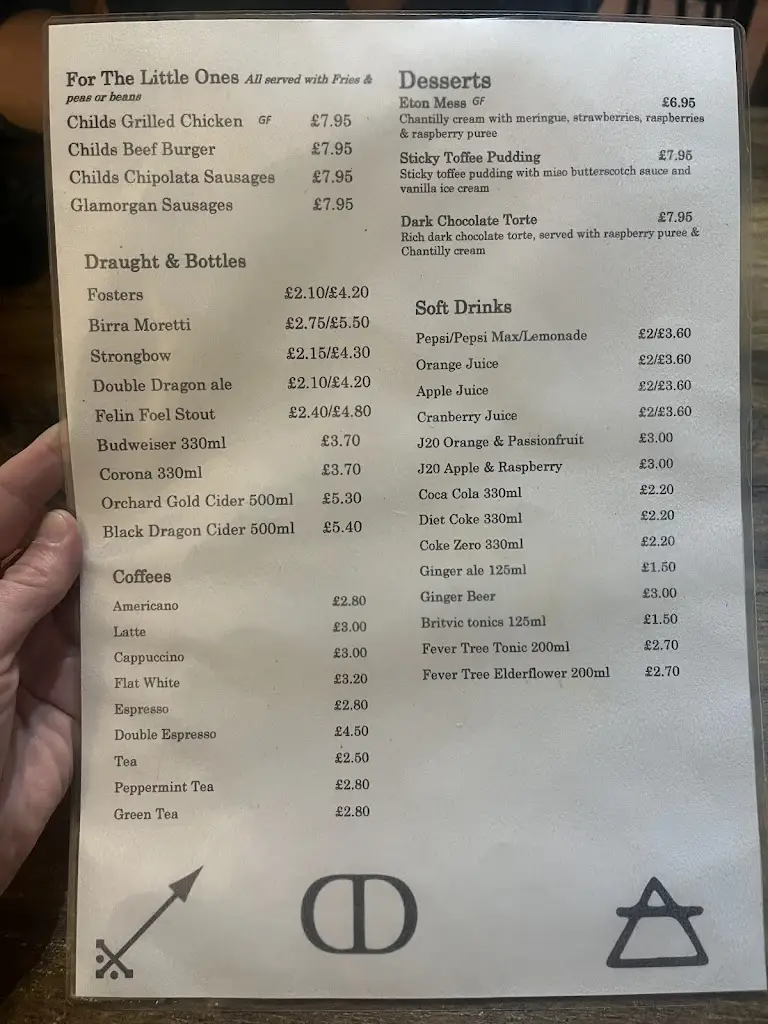 For The Little Ones All served with Fries &
peas or beans
Childs Grilled Chicken GF £7.95
Childs Beef Burger £7.95
Childs Chipolata Sausages £7.95
Glamorgan Sausages £7.95
Draught & Bottles
Fosters £2.10/£4.20
Birra Moretti £2.75/£5.50
Strongbow £2.15/£4.30
Double Dragon ale £2.10/£4.20
Felin Foel Stout £2.40/£4.80
Budweiser 330ml £3.70
Corona 330ml £3.70
Orchard Gold Cider 500ml £5.30
Black Dragon Cider 500ml £5.40
Coffees
Americano £2.80
Latte £3.00
Cappuccino £3.00
Flat White £3.20
Espresso £2.80
Double Espresso £4.50
Tea £2.50
Peppermint Tea £2.80
Green Tea £2.80
Desserts
Eton Mess GF £6.95
Chantilly cream with meringue, strawberries, raspberries
& raspberry puree
Sticky Toffee Pudding £7.95
Sticky toffee pudding with miso butterscotch sauce and
vanilla ice cream
Dark Chocolate Torte £7.95
Rich dark chocolate torte, served with raspberry puree &
Chantilly cream
Soft Drinks
Pepsi/Pepsi Max/Lemonade £2/£3.60
Orange Juice £2/£3.60
Apple Juice £2/£3.60
Cranberry Juice £2/£3.60
J20 Orange & Passionfruit £3.00
J20 Apple & Raspberry £3.00
Coca Cola 330ml £2.20
Diet Coke 330ml £2.20
Coke Zero 330ml £2.20
Ginger ale 125ml £1.50
Ginger Beer £3.00
Britvic tonics 125ml £1.50
Fever Tree Tonic 200ml £2.70
Fever Tree Elderflower 200ml £2.70